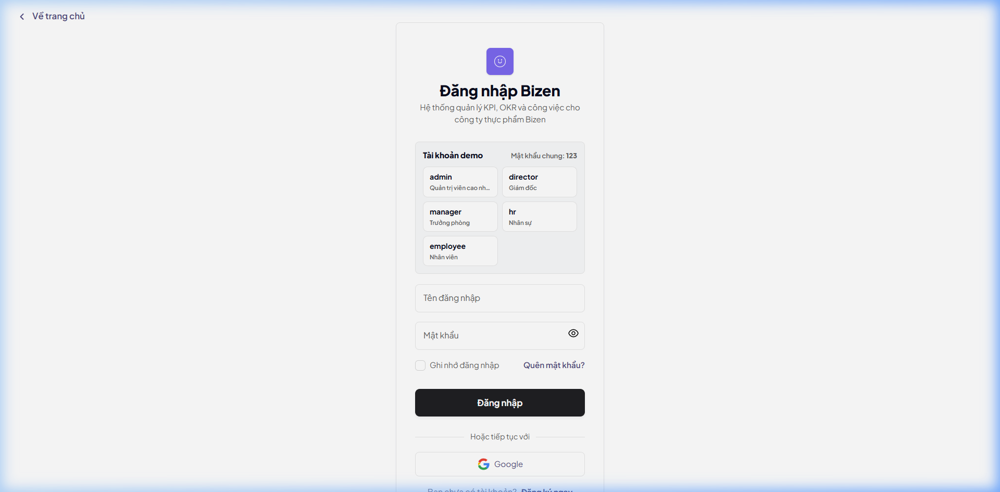 Về trang chủ
Đăng nhập Bizen
Hệ thống quản lý KPI, OKR và công việc cho
công ty thực phẩm Bizen
Tài khoản demo
Mật khẩu chung: 123
admin
Quản trị viên cao nh...
director
Giám đốc
manager
Trưởng phòng
hr
Nhân sự
employee
Nhân viên
Tên đăng nhập
Mật khẩu
Ghi nhớ đăng nhập
Quên mật khẩu?
Đăng nhập
Hoặc tiếp tục với
Google
Bạn chưa có tài khoản? Đăng ký ngay